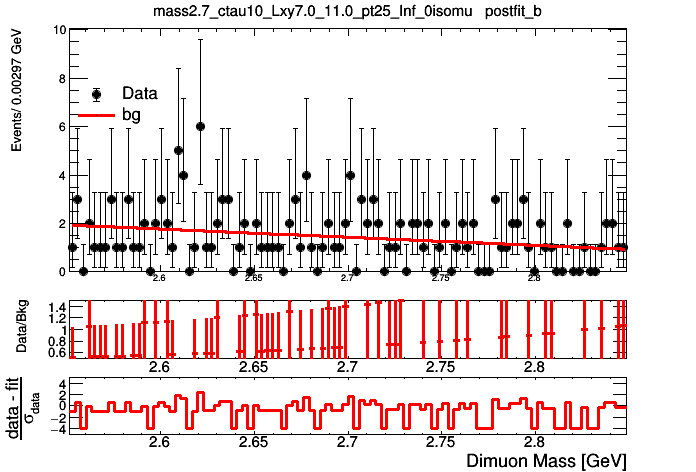 mass2.7_ctau10_Lxy7.0_11.0_pt25_Inf_0isomu postfit_b
Events/ 0.00297 GeV
10
8
6
4
2
0
Data
bg
2.6 2.65 2.7 2.75 2.8
Data/Bkg
1.4
1.2
1
0.8
0.6
2.6 2.65 2.7 2.75 2.8
data - fit
σdata
4
2
0
−2
−4
2.6 2.65 2.7 2.75 2.8
Dimuon Mass [GeV]